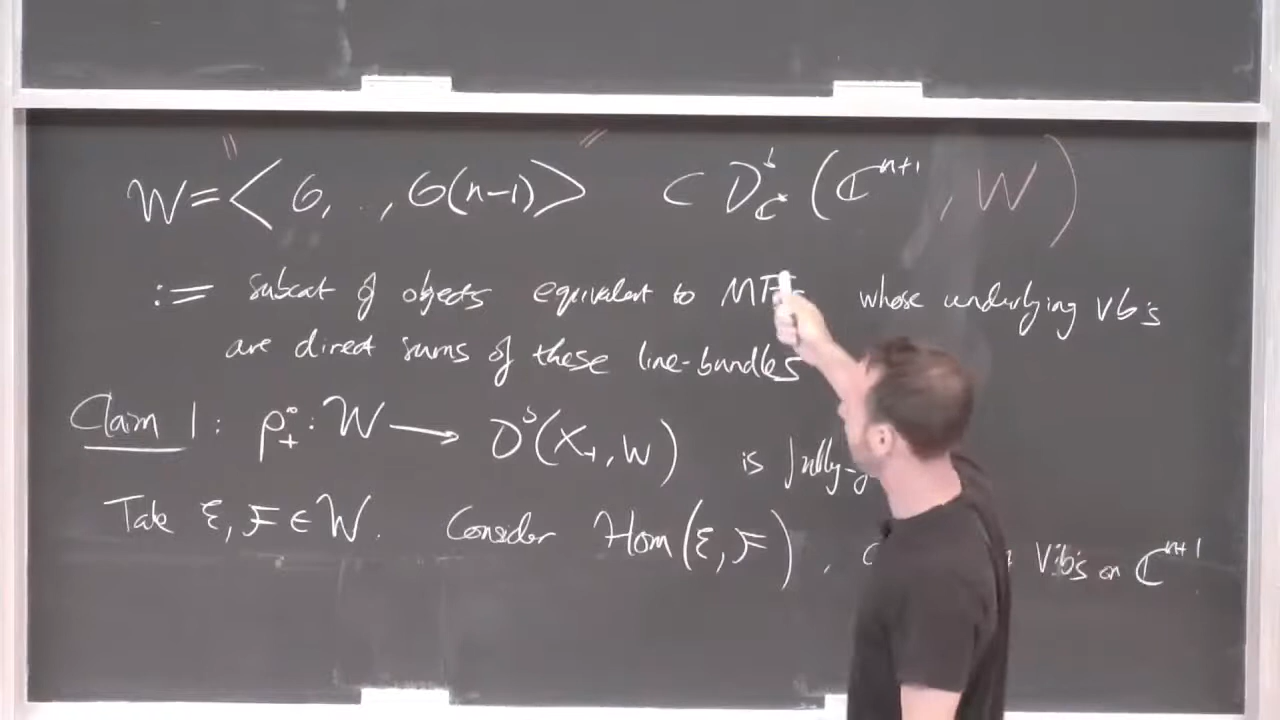 " 𝒲 = < O, .., O(n-1) > " ⊂ D^b_{ℂ*} (ℂ^{n+1}, W)
:= subcat of objects equivalent to MFs whose underlying vb's
are direct sums of these line-bundles
Claim 1: ρ_+^* : 𝒲 → D^b(X_+, W) is fully-
Take ℰ, ℱ ∈ 𝒲. Consider Hom(ℰ, ℱ), Vb's on ℂ^{n+1}